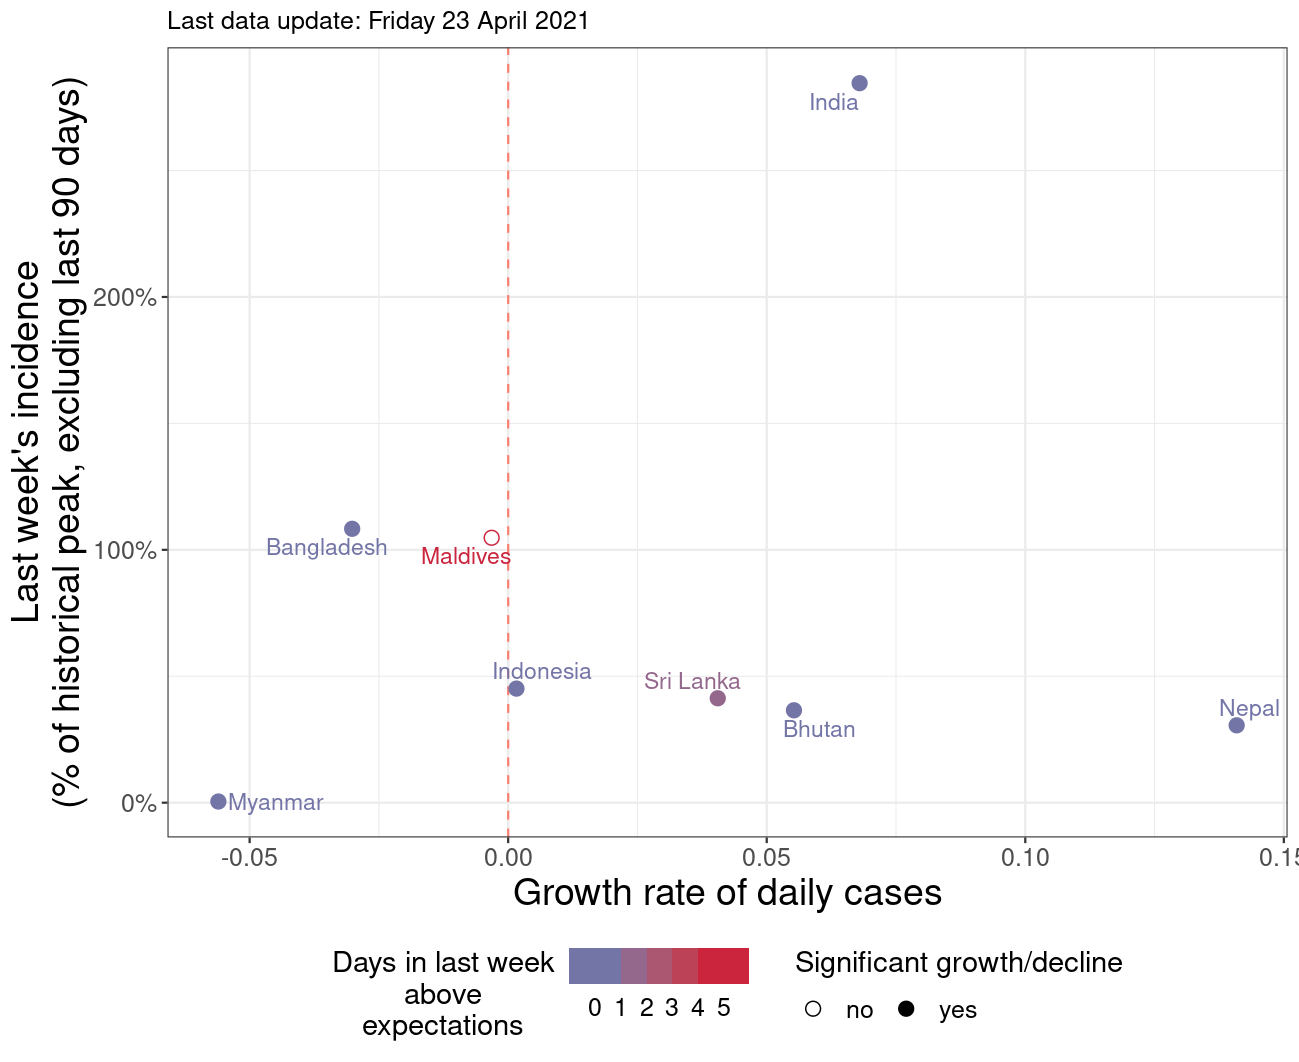 Last data update: Friday 23 April 2021
Last week's incidence
(% of historical peak, excluding last 90 days)
200%
100%
0%
India
Bangladesh
Maldives
Indonesia
Sri Lanka
Bhutan
Nepal
Myanmar
-0.05 0.00 0.05 0.10 0.15
Growth rate of daily cases
Days in last week
above
expectations
0 1 2 3 4 5
Significant growth/decline
no yes